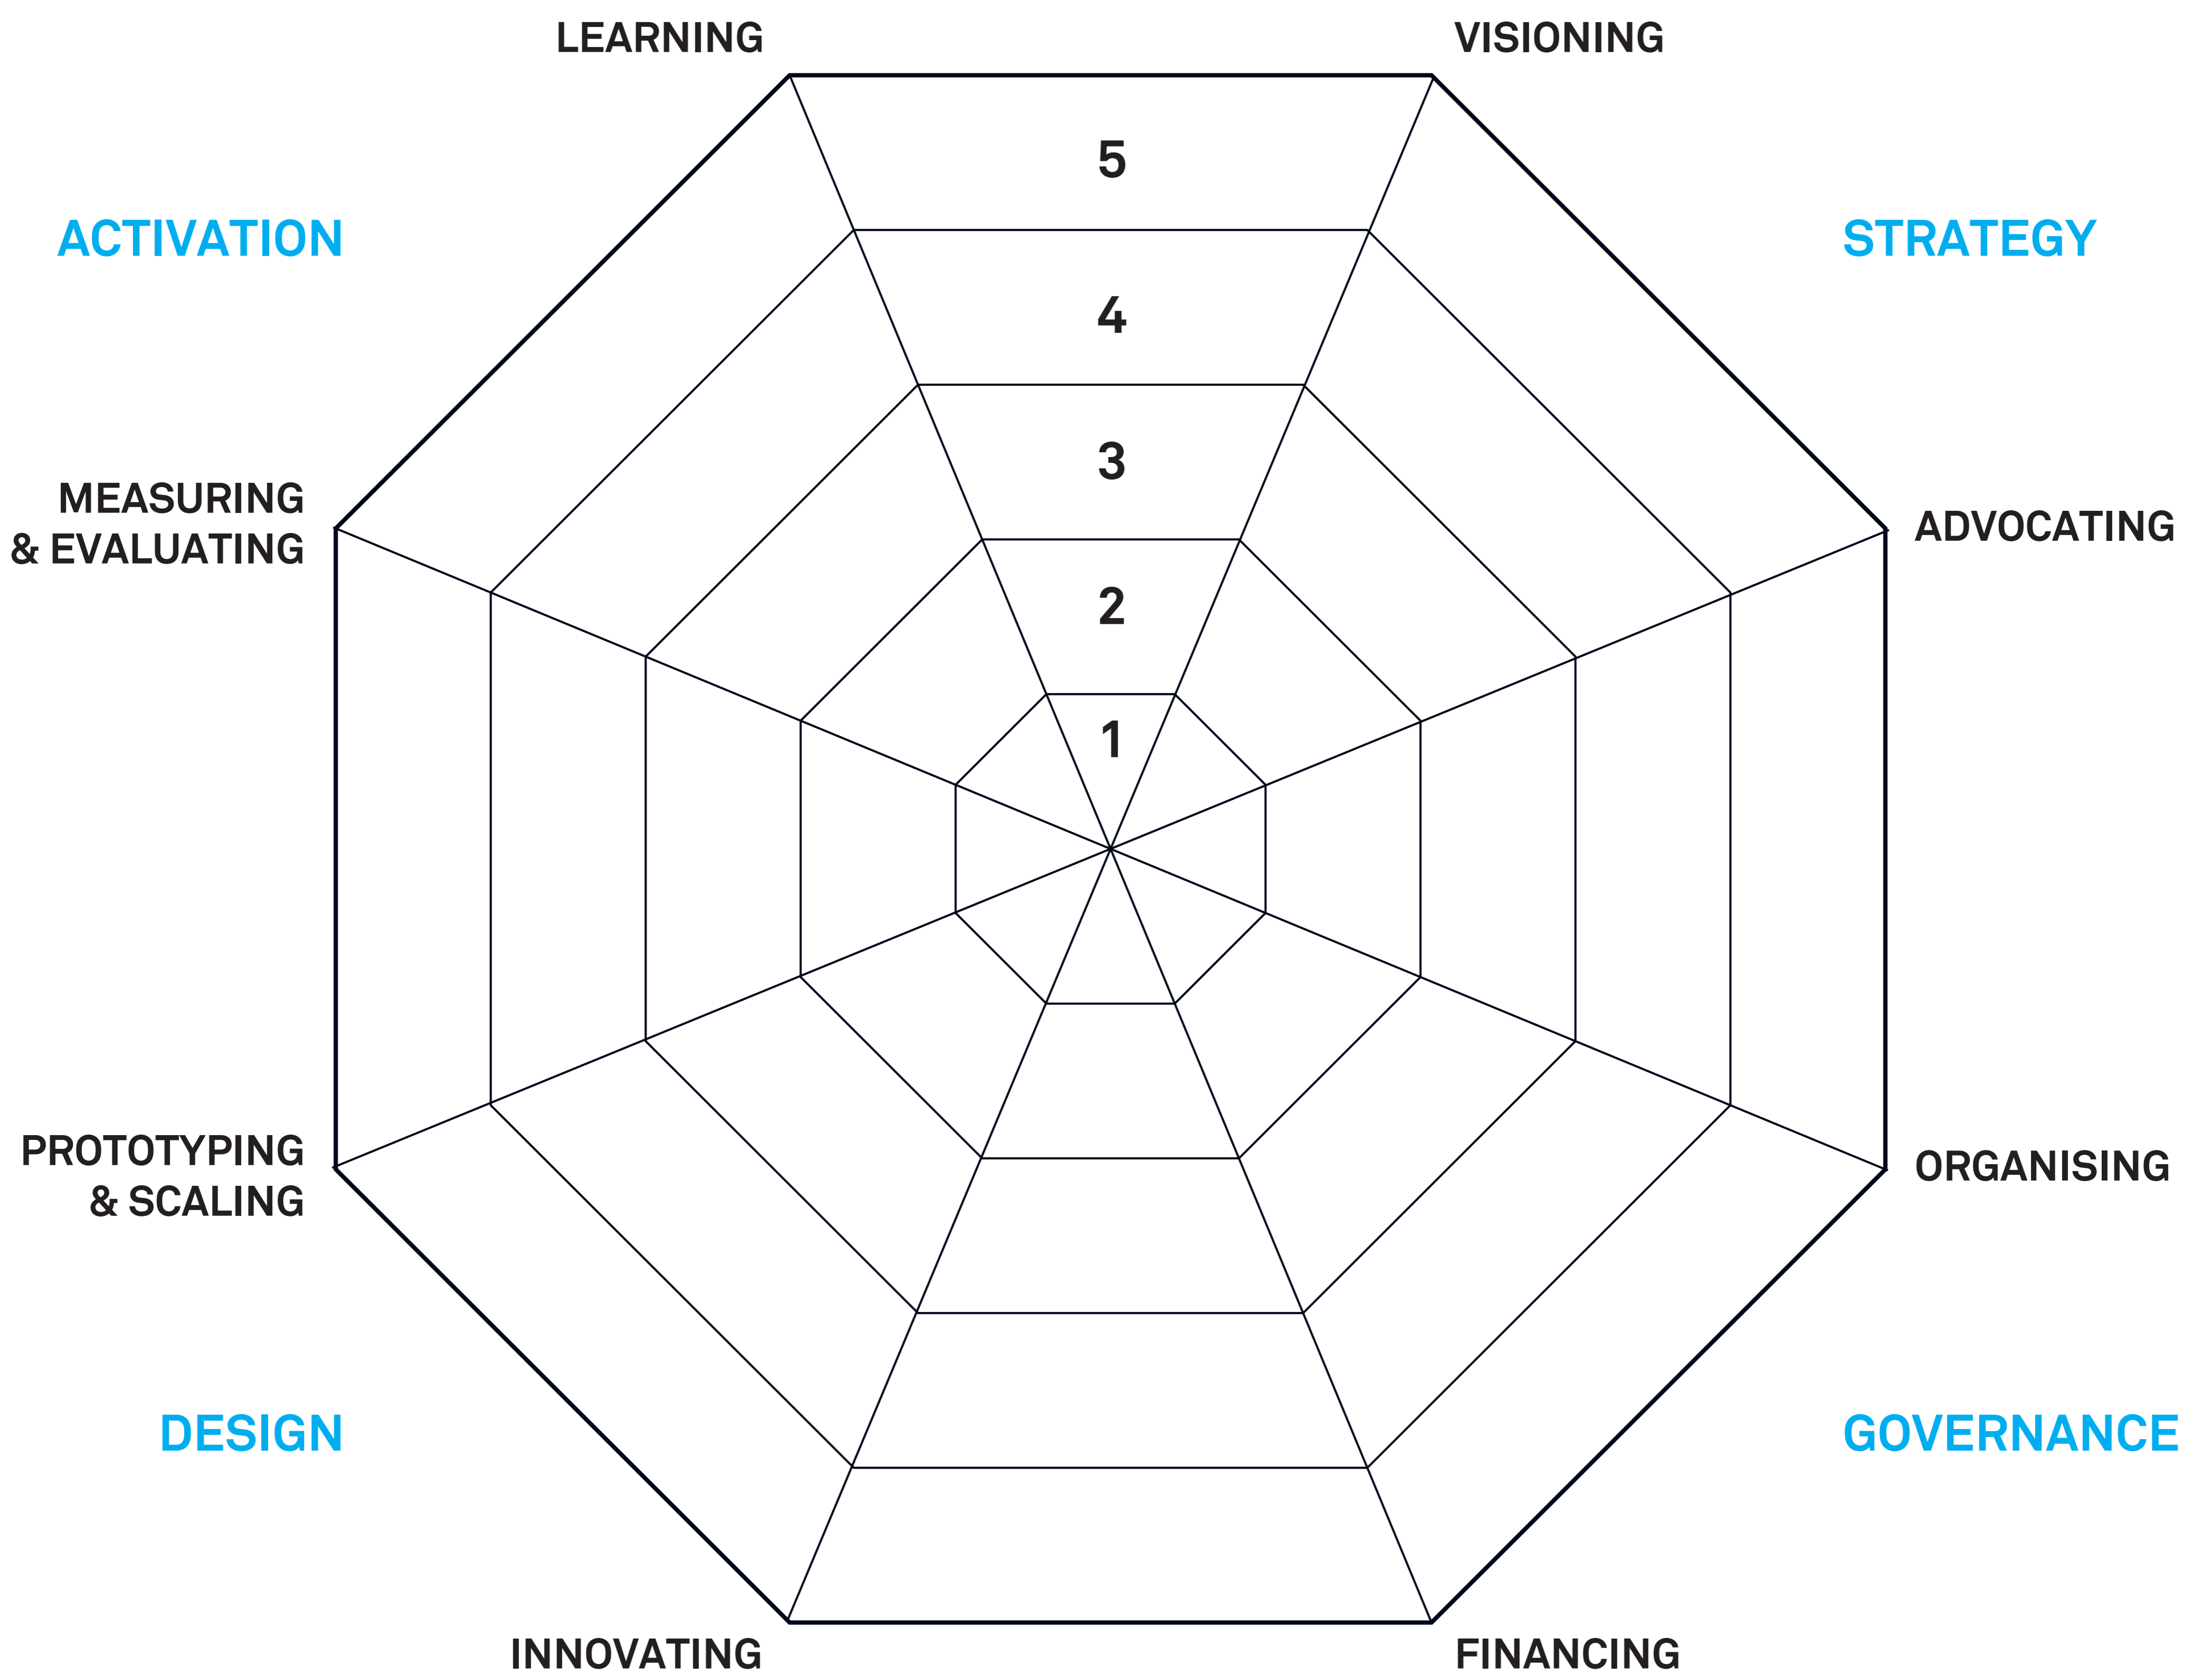 LEARNING
VISIONING
5
ACTIVATION
STRATEGY
4
3
MEASURING
& EVALUATING
ADVOCATING
2
1
PROTOTYPING
& SCALING
ORGANISING
DESIGN
GOVERNANCE
INNOVATING
FINANCING